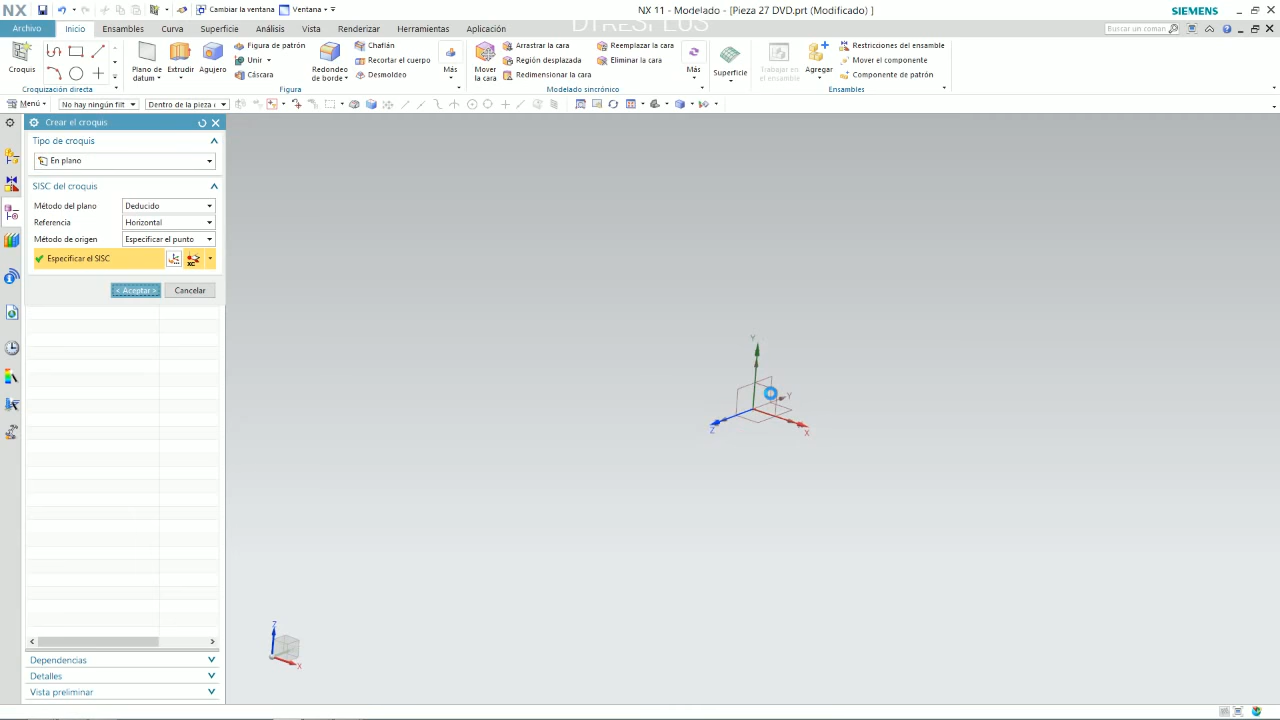 NX
Cambiar la ventana
Ventana
NX 11 - Modelado - [Pieza 27 DVD.prt (Modificado) ]
SIEMENS
DTRESPLUS
Archivo
Inicio
Ensambles
Curva
Superficie
Análisis
Vista
Renderizar
Herramientas
Aplicación
Buscar un coman
Croquis
Croquización directa
Plano de datum
Extrudir
Agujero
Figura de patrón
Unir
Cáscara
Redondeo de borde
Chaflán
Recortar el cuerpo
Desmoldeo
Más
Figura
Mover la cara
Arrastrar la cara
Región desplazada
Redimensionar la cara
Reemplazar la cara
Eliminar la cara
Más
Modelado sincrónico
Superficie
Trabajar en el ensamble
Agregar
Restricciones del ensamble
Mover el componente
Componente de patrón
Ensambles
Menú
No hay ningún filt
Dentro de la pieza
Crear el croquis
Tipo de croquis
En plano
SISC del croquis
Método del plano
Deducido
Referencia
Horizontal
Método de origen
Especificar el punto
Especificar el SISC
< Aceptar >
Cancelar
Y
Y
Z
X
Z
X
Dependencias
Detalles
Vista preliminar